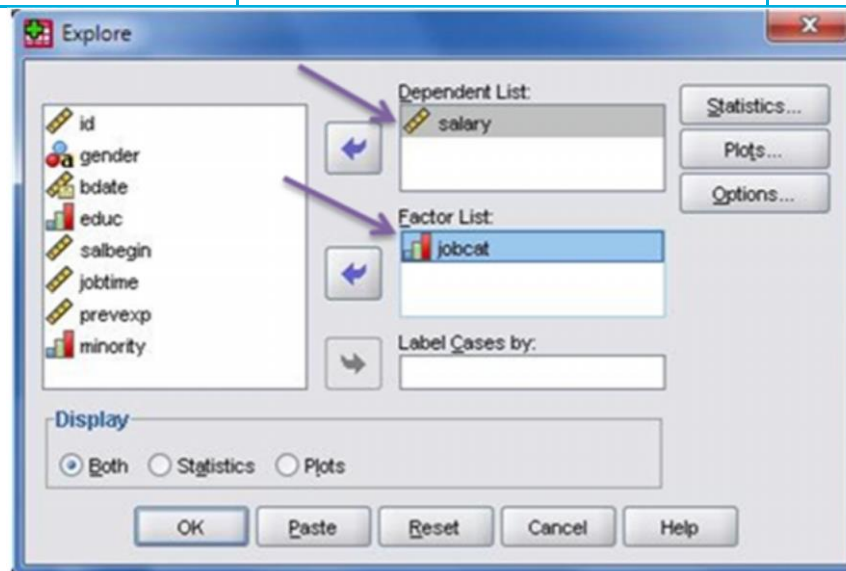 Explore
id
gender
bdate
educ
salbegin
jobtime
prevexp
minority
Dependent List:
salary
Factor List:
jobcat
Label Cases by:
Statistics...
Plots...
Options...
Display
Both Statistics Plots
OK Paste Reset Cancel Help